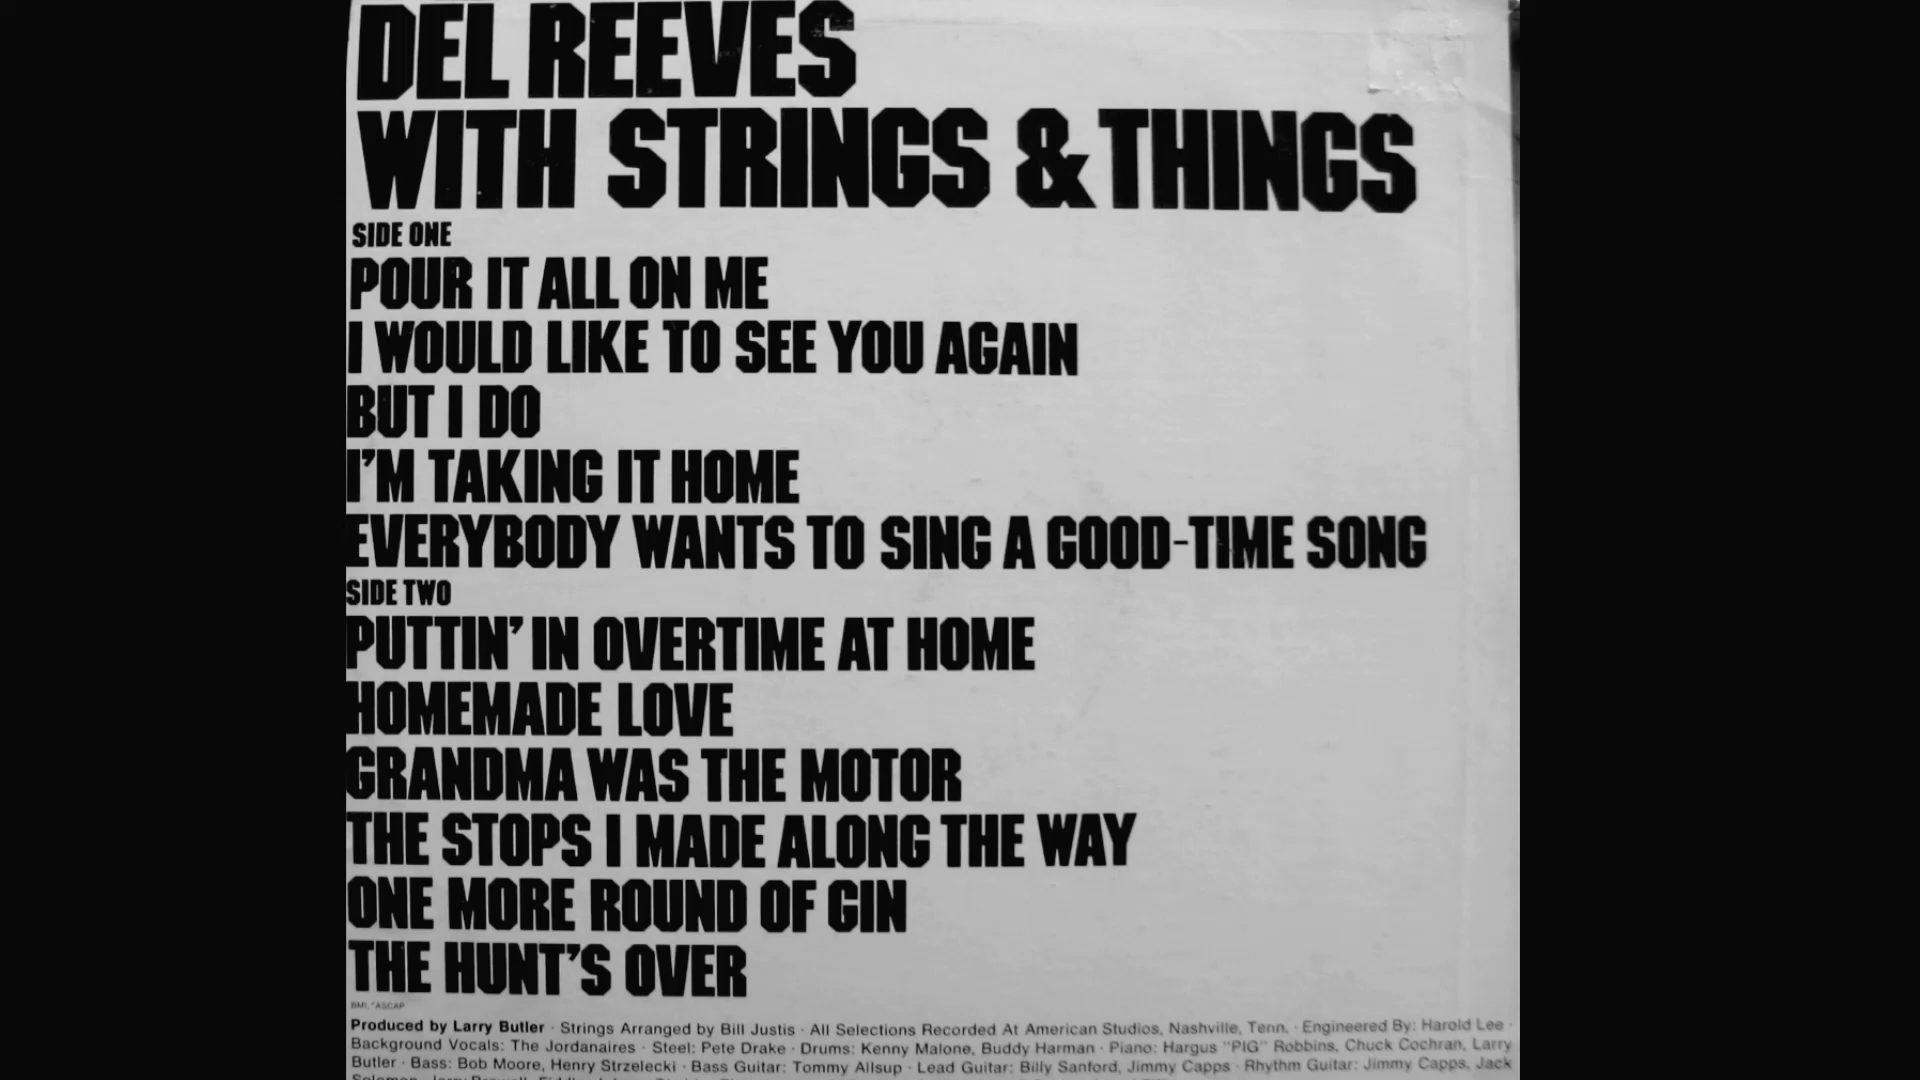 DEL REEVES
WITH STRINGS & THINGS
SIDE ONE
POUR IT ALL ON ME
I WOULD LIKE TO SEE YOU AGAIN
BUT I DO
I'M TAKING IT HOME
EVERYBODY WANTS TO SING A GOOD-TIME SONG
SIDE TWO
PUTTIN' IN OVERTIME AT HOME
HOMEMADE LOVE
GRANDMA WAS THE MOTOR
THE STOPS I MADE ALONG THE WAY
ONE MORE ROUND OF GIN
THE HUNT'S OVER
BMI, *ASCAP
Produced by Larry Butler · Strings Arranged by Bill Justis · All Selections Recorded At American Studios, Nashville, Tenn. · Engineered By: Harold Lee ·
Background Vocals: The Jordanaires · Steel: Pete Drake · Drums: Kenny Malone, Buddy Harman · Piano: Hargus "PIG" Robbins, Chuck Cochran, Larry
Butler · Bass: Bob Moore, Henry Strzelecki · Bass Guitar: Tommy Allsup · Lead Guitar: Billy Sanford, Jimmy Capps · Rhythm Guitar: Jimmy Capps, Jack